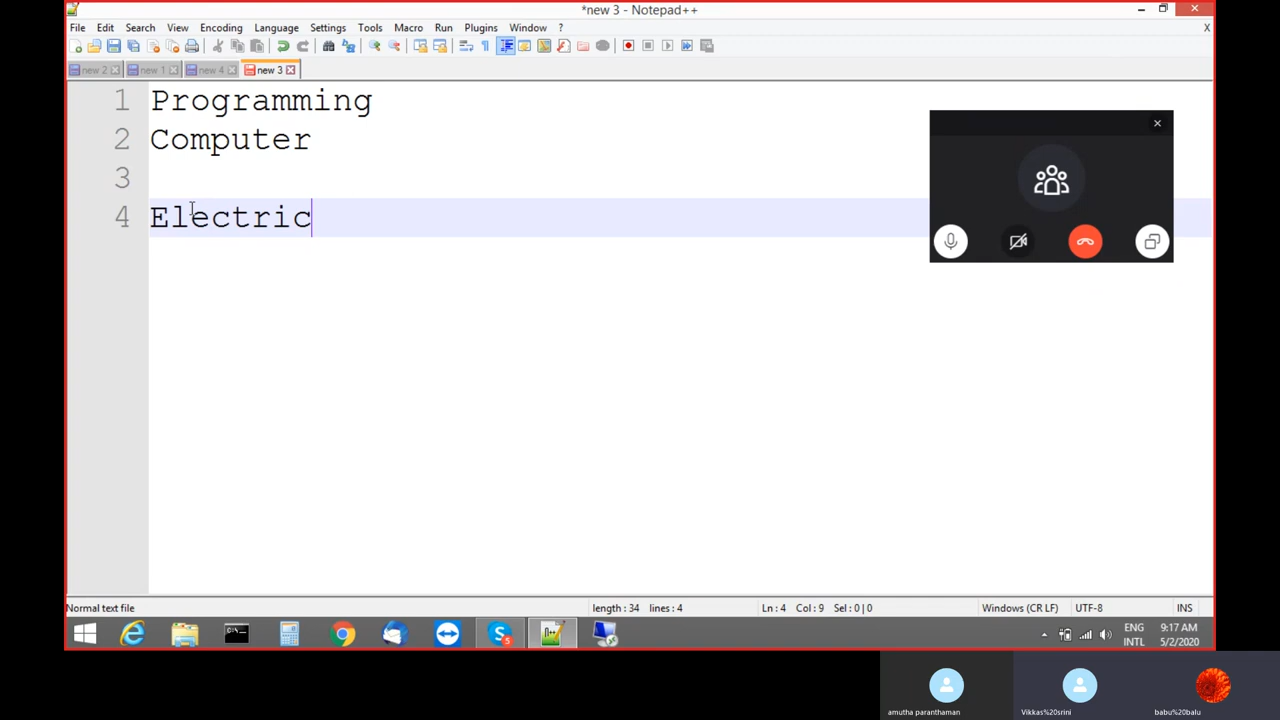 *new 3 - Notepad++
File Edit Search View Encoding Language Settings Tools Macro Run Plugins Window ? X
new 2 new 1 new 4 new 3
1 Programming
2 Computer
3
4 Electric
Normal text file length : 34 lines : 4 Ln : 4 Col : 9 Sel : 0 | 0 Windows (CR LF) UTF-8 INS
ENG 9:17 AM
INTL 5/2/2020
amutha paranthaman Vikkas%20srini babu%20balu